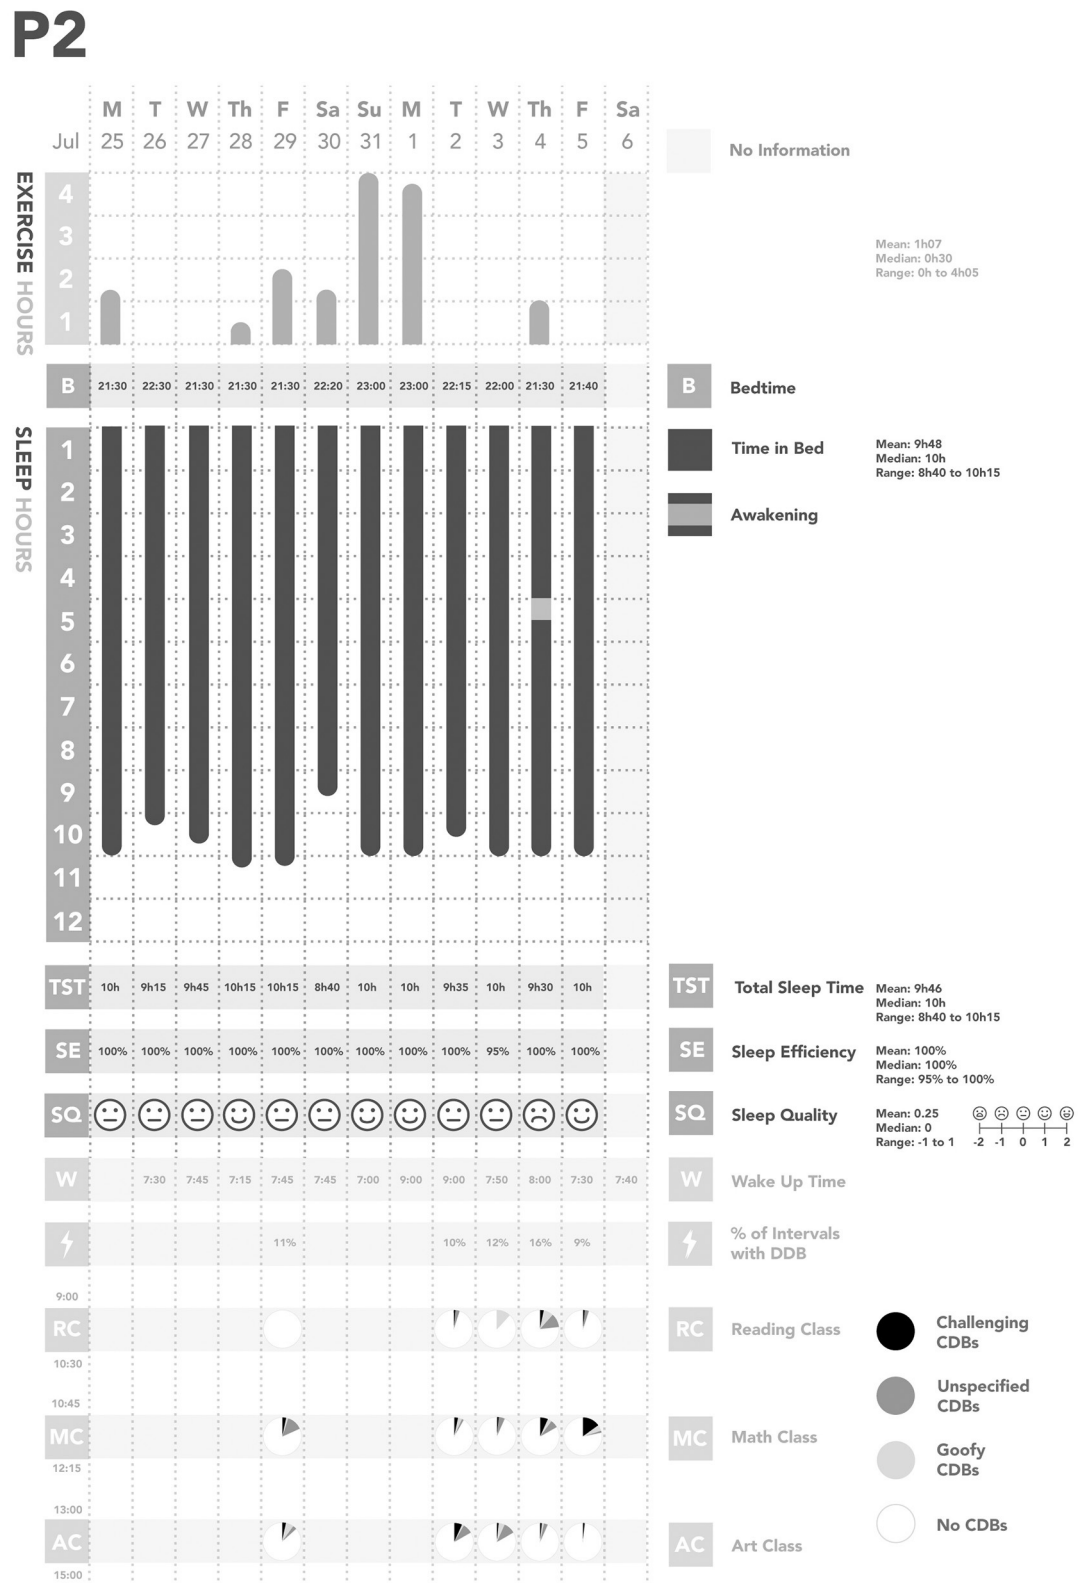 P2
M T W Th F Sa Su M T W Th F Sa
Jul 25 26 27 28 29 30 31 1 2 3 4 5 6
No Information
EXERCISE HOURS
4
3
2
1
Mean: 1h07
Median: 0h30
Range: 0h to 4h05
B 21:30 22:30 21:30 21:30 21:30 22:20 23:00 23:00 22:15 22:00 21:30 21:40
B Bedtime
SLEEP HOURS
1
2
3
4
5
6
7
8
9
10
11
12
Time in Bed
Mean: 9h48
Median: 10h
Range: 8h40 to 10h15
Awakening
TST 10h 9h15 9h45 10h15 10h15 8h40 10h 10h 9h35 10h 9h30 10h
TST Total Sleep Time
Mean: 9h46
Median: 10h
Range: 8h40 to 10h15
SE 100% 100% 100% 100% 100% 100% 100% 100% 100% 95% 100% 100%
SE Sleep Efficiency
Mean: 100%
Median: 100%
Range: 95% to 100%
SQ
SQ Sleep Quality
Mean: 0.25
Median: 0
Range: -1 to 1
-2 -1 0 1 2
W 7:30 7:45 7:15 7:45 7:45 7:00 9:00 9:00 7:50 8:00 7:30 7:40
W Wake Up Time
11% 10% 12% 16% 9%
% of Intervals
with DDB
9:00
RC
10:30
RC Reading Class
Challenging
CDBs
Unspecified
CDBs
10:45
MC
12:15
MC Math Class
Goofy
CDBs
No CDBs
13:00
AC
15:00
AC Art Class